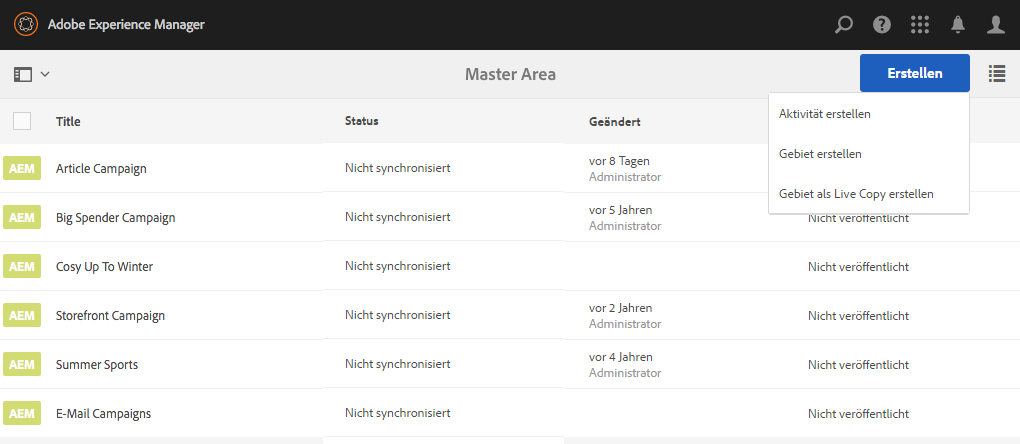 Adobe Experience Manager
Master Area
Erstellen
Aktivität erstellen
Gebiet erstellen
Gebiet als Live Copy erstellen
Title Status Geändert
AEM Article Campaign Nicht synchronisiert vor 8 Tagen
Administrator
AEM Big Spender Campaign Nicht synchronisiert vor 5 Jahren Nicht veröffentlicht
Administrator
AEM Cosy Up To Winter Nicht synchronisiert Nicht veröffentlicht
AEM Storefront Campaign Nicht synchronisiert vor 2 Jahren Nicht veröffentlicht
Administrator
AEM Summer Sports Nicht synchronisiert vor 4 Jahren Nicht veröffentlicht
Administrator
AEM E-Mail Campaigns Nicht synchronisiert Nicht veröffentlicht